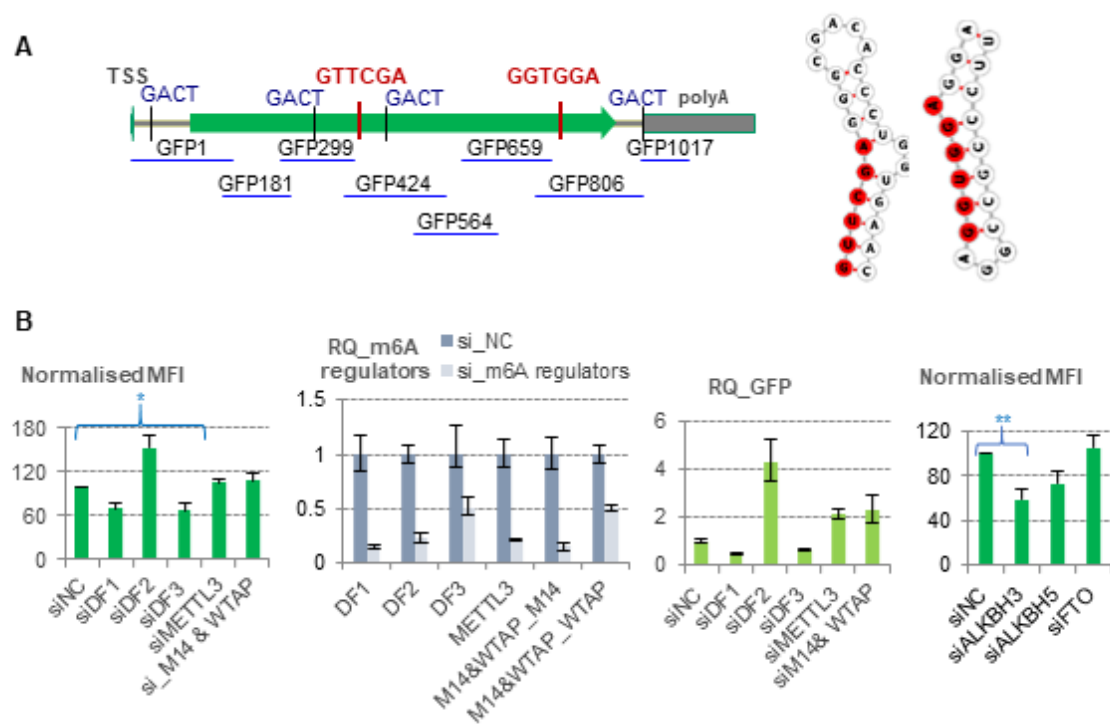 A
TSS
GTTCGA
GGTGGA
GACT
GACT
GACT
GACT
polyA
GFP1
GFP299
GFP659
GFP1017
GFP181
GFP424
GFP806
GFP564
B
Normalised MFI
*
180
120
60
0
siNC
siDF1
siDF2
siDF3
siMETTL3
si_M14 & WTAP
RQ_m6A
regulators
si_NC
si_m6A regulators
1.5
1
0.5
0
DF1
DF2
DF3
METTL3
M14&WTAP_M14
M14&WTAP_WTAP
RQ_GFP
6
4
2
0
siNC
siDF1
siDF2
siDF3
siMETTL3
siM14& WTAP
Normalised MFI
**
120
80
40
0
siNC
siALKBH3
siALKBH5
siFTO